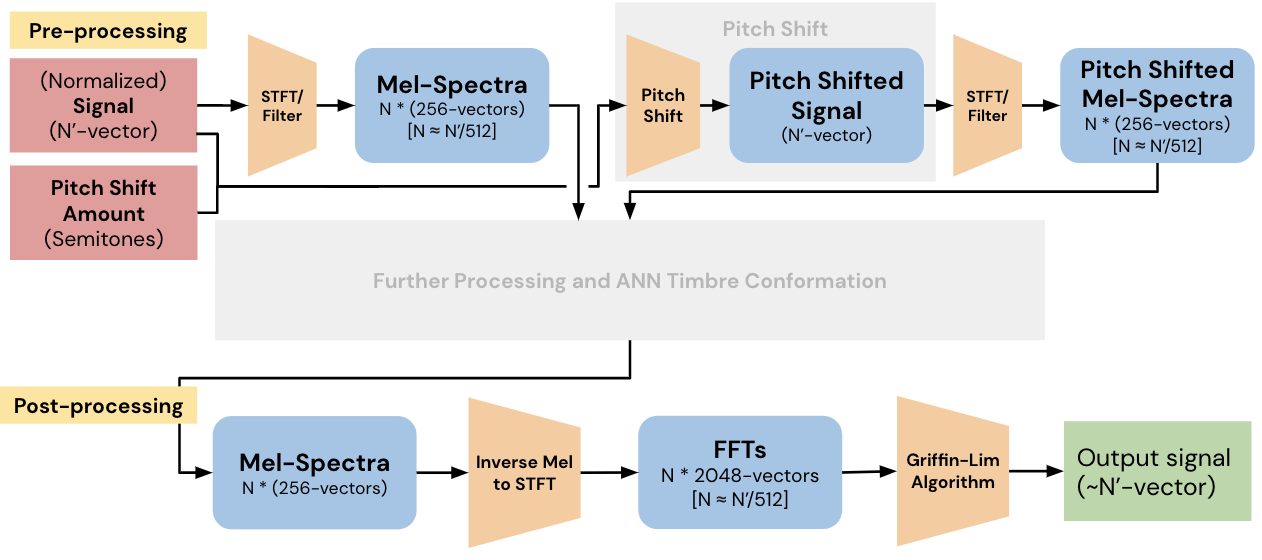 Pre-processing
(Normalized)
Signal
(N’-vector)
Pitch Shift
Amount
(Semitones)
STFT/
Filter
Mel-Spectra
N * (256-vectors)
[N ≈ N’/512]
Pitch Shift
Pitch
Shift
Pitch Shifted
Signal
(N’-vector)
STFT/
Filter
Pitch Shifted
Mel-Spectra
N * (256-vectors)
[N ≈ N’/512]
Further Processing and ANN Timbre Conformation
Post-processing
Mel-Spectra
N * (256-vectors)
Inverse Mel
to STFT
FFTs
N * 2048-vectors
[N ≈ N’/512]
Griffin-Lim
Algorithm
Output signal
(~N’-vector)